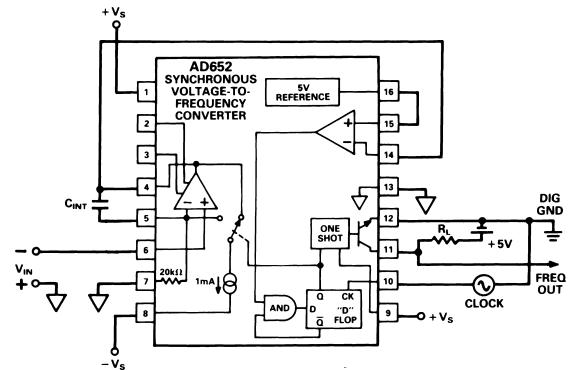 +VS
AD652
SYNCHRONOUS
VOLTAGE-TO-
FREQUENCY
CONVERTER
5V
REFERENCE
1
2
3
4
5
6
7
8
16
15
14
13
12
11
10
9
+
−
− +
CINT
−
VIN
+
20kΩ
1mA
−VS
AND
ONE
SHOT
Q CK
D "D"
Q̅ FLOP
RL
+5V
DIG
GND
FREQ
OUT
CLOCK
+VS